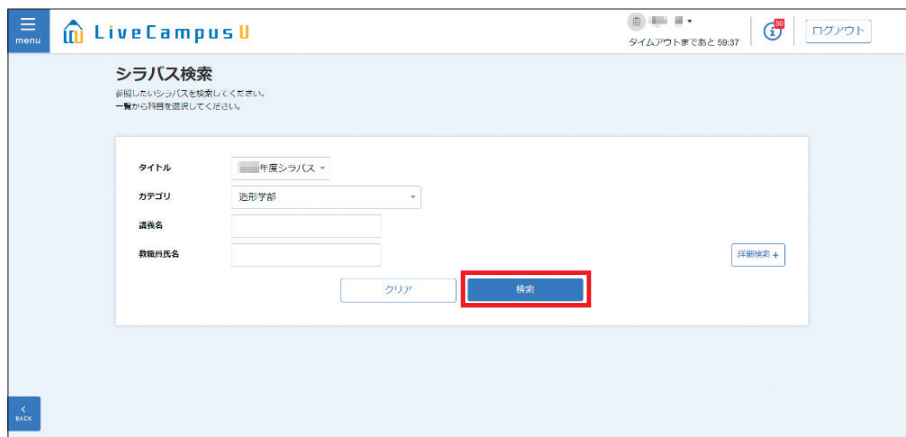 menu
LiveCampusU
タイムアウトまであと 59:37
50
ログアウト
シラバス検索
参照したいシラバスを検索してください。
一覧から科目を選択してください。
タイトル
年度シラバス
カテゴリ
造形学部
講義名
教職員氏名
詳細検索+
クリア
検索
BACK